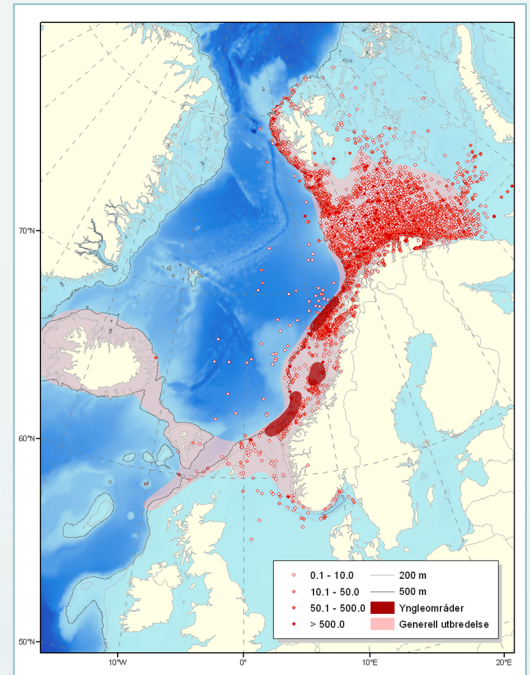 70°N
60°N
50°N
0.1 - 10.0
10.1 - 50.0
50.1 - 500.0
> 500.0
200 m
500 m
Yngleområder
Generell utbredelse
10°W
0°
10°E
20°E